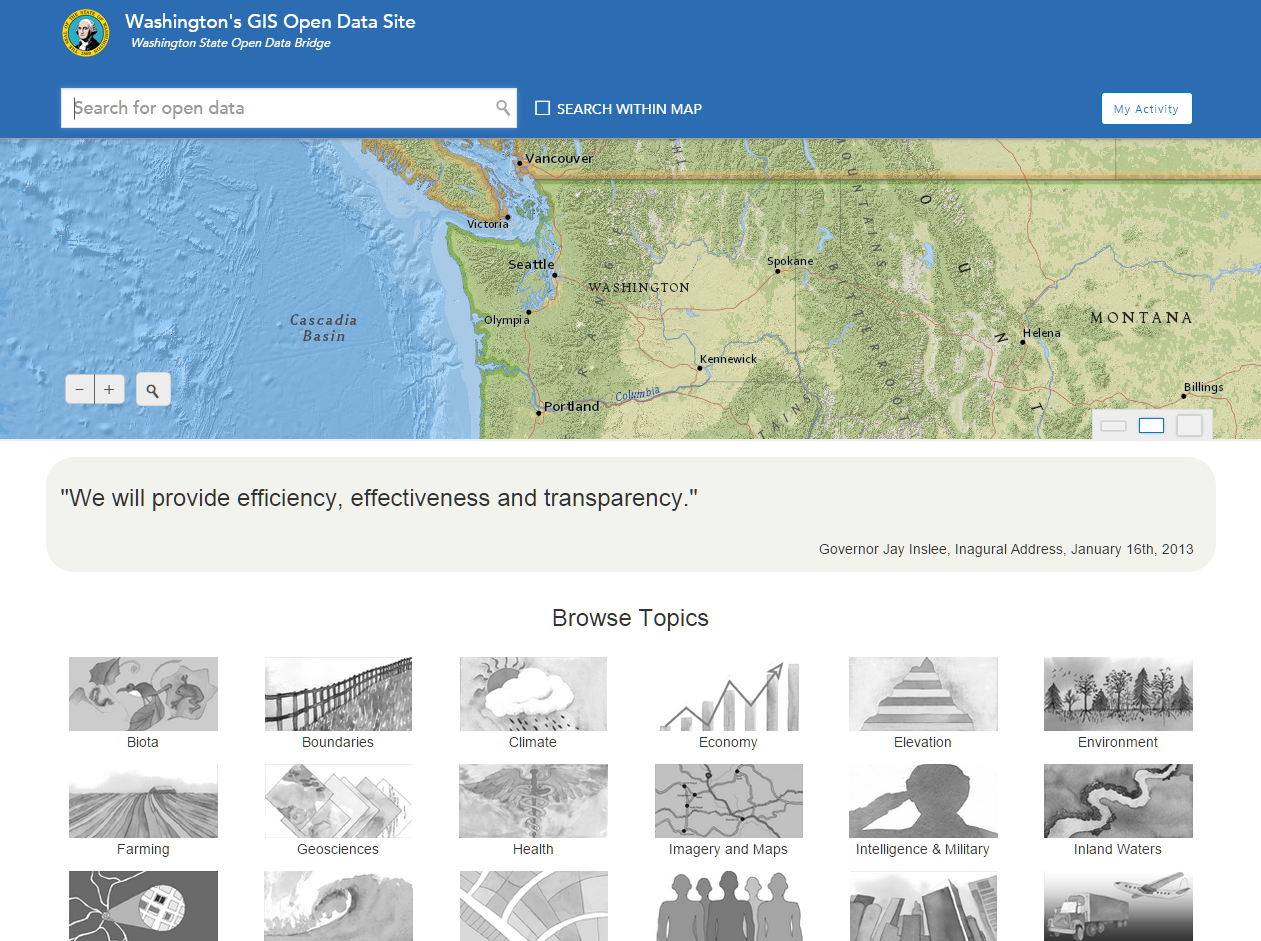 Washington's GIS Open Data Site
Washington State Open Data Bridge
Search for open data
SEARCH WITHIN MAP
My Activity
Vancouver
Victoria
Seattle
Spokane
WASHINGTON
Olympia
Cascadia
Basin
MONTANA
Helena
Kennewick
Columbia
Billings
Portland
BITTERROOT
MOUNTAINS
"We will provide efficiency, effectiveness and transparency."
Governor Jay Inslee, Inagural Address, January 16th, 2013
Browse Topics
Biota
Boundaries
Climate
Economy
Elevation
Environment
Farming
Geosciences
Health
Imagery and Maps
Intelligence & Military
Inland Waters